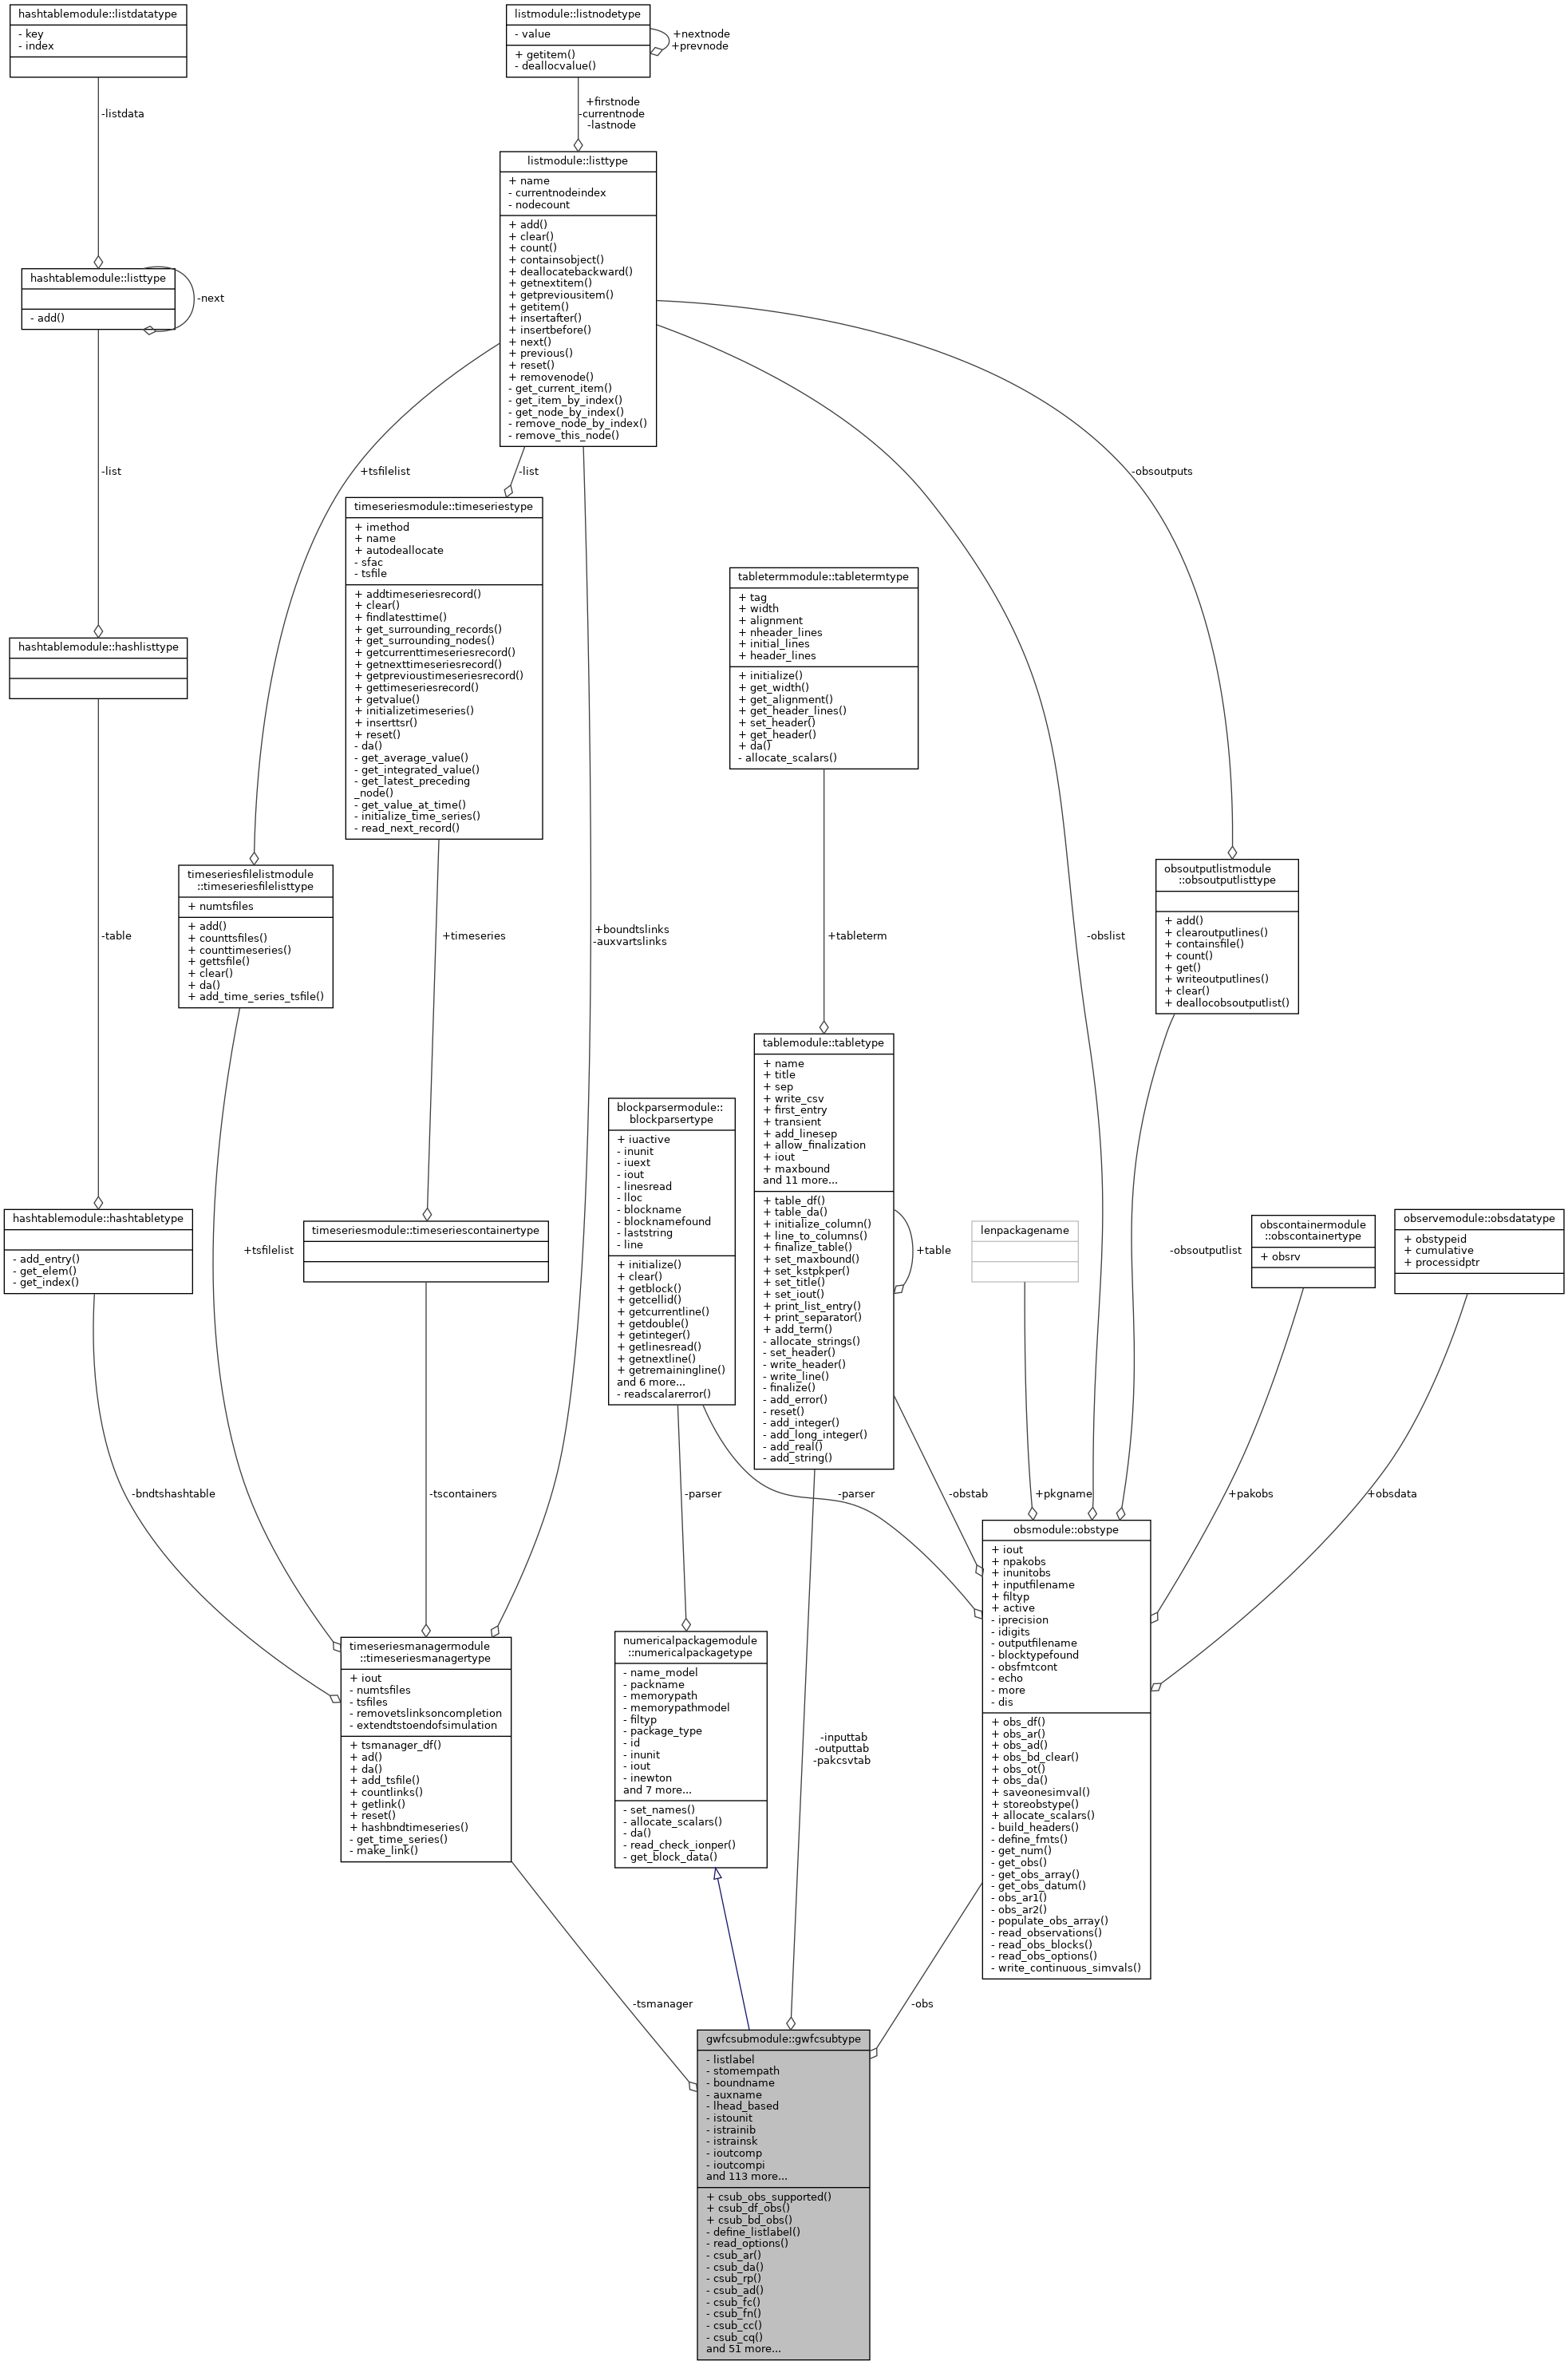 hashtablemodule::listdatatype
- key
- index
listmodule::listnodetype
- value
+ getitem()
- deallocvalue()
+nextnode
+prevnode
-listdata
+firstnode
-currentnode
-lastnode
listmodule::listtype
+ name
- currentnodeindex
- nodecount
+ add()
+ clear()
+ count()
+ containsobject()
+ deallocatebackward()
+ getnextitem()
+ getpreviousitem()
+ getitem()
+ insertafter()
+ insertbefore()
+ next()
+ previous()
+ reset()
+ removenode()
- get_current_item()
- get_item_by_index()
- get_node_by_index()
- remove_node_by_index()
- remove_this_node()
hashtablemodule::listtype
- add()
-next
-list
+tsfilelist
-list
-obsoutputs
timeseriesmodule::timeseriestype
+ imethod
+ name
+ autodeallocate
- sfac
- tsfile
+ addtimeseriesrecord()
+ clear()
+ findlatesttime()
+ get_surrounding_records()
+ get_surrounding_nodes()
+ getcurrenttimeseriesrecord()
+ getnexttimeseriesrecord()
+ getprevioustimeseriesrecord()
+ gettimeseriesrecord()
+ getvalue()
+ initializetimeseries()
+ inserttsr()
+ reset()
- da()
- get_average_value()
- get_integrated_value()
- get_latest_preceding
_node()
- get_value_at_time()
- initialize_time_series()
- read_next_record()
tabletermmodule::tabletermtype
+ tag
+ width
+ alignment
+ nheader_lines
+ initial_lines
+ header_lines
+ initialize()
+ get_width()
+ get_alignment()
+ get_header_lines()
+ set_header()
+ get_header()
+ da()
- allocate_scalars()
hashtablemodule::hashlisttype
timeseriesfilelistmodule
::timeseriesfilelisttype
+ numtsfiles
+ add()
+ counttsfiles()
+ counttimeseries()
+ gettsfile()
+ clear()
+ da()
+ add_time_series_tsfile()
obsoutputlistmodule
::obsoutputlisttype
+ add()
+ clearoutputlines()
+ containsfile()
+ count()
+ get()
+ writeoutputlines()
+ clear()
+ deallocobsoutputlist()
-table
+timeseries
+boundtslinks
-auxvartslinks
+tableterm
-obslist
tablemodule::tabletype
+ name
+ title
+ sep
+ write_csv
+ first_entry
+ transient
+ add_linesep
+ allow_finalization
+ iout
+ maxbound
and 11 more...
+ table_df()
+ table_da()
+ initialize_column()
+ line_to_columns()
+ finalize_table()
+ set_maxbound()
+ set_kstpkper()
+ set_title()
+ set_iout()
+ print_list_entry()
+ print_separator()
+ add_term()
- allocate_strings()
- set_header()
- write_header()
- write_line()
- finalize()
- add_error()
- reset()
- add_integer()
- add_long_integer()
- add_real()
- add_string()
+table
blockparsermodule::
blockparsertype
+ iuactive
- inunit
- iuext
- iout
- linesread
- lloc
- blockname
- blocknamefound
- laststring
- line
+ initialize()
+ clear()
+ getblock()
+ getcellid()
+ getcurrentline()
+ getdouble()
+ getinteger()
+ getlinesread()
+ getnextline()
+ getremainingline()
and 6 more...
- readscalarerror()
hashtablemodule::hashtabletype
- add_entry()
- get_elem()
- get_index()
+tsfilelist
timeseriesmodule::timeseriescontainertype
lenpackagename
-obsoutputlist
obscontainermodule
::obscontainertype
+ obsrv
observemodule::obsdatatype
+ obstypeid
+ cumulative
+ processidptr
-bndtshashtable
-tscontainers
-parser
-parser
-obstab
+pkgname
+pakobs
+obsdata
obsmodule::obstype
+ iout
+ npakobs
+ inunitobs
+ inputfilename
+ filtyp
+ active
- iprecision
- idigits
- outputfilename
- blocktypefound
- obsfmtcont
- echo
- more
- dis
+ obs_df()
+ obs_ar()
+ obs_ad()
+ obs_bd_clear()
+ obs_ot()
+ obs_da()
+ saveonesimval()
+ storeobstype()
+ allocate_scalars()
- build_headers()
- define_fmts()
- get_num()
- get_obs()
- get_obs_array()
- get_obs_datum()
- obs_ar1()
- obs_ar2()
- populate_obs_array()
- read_observations()
- read_obs_blocks()
- read_obs_options()
- write_continuous_simvals()
timeseriesmanagermodule
::timeseriesmanagertype
+ iout
- numtsfiles
- tsfiles
- removetslinksoncompletion
- extendtstoendofsimulation
+ tsmanager_df()
+ ad()
+ da()
+ add_tsfile()
+ countlinks()
+ getlink()
+ reset()
+ hashbndtimeseries()
- get_time_series()
- make_link()
numericalpackagemodule
::numericalpackagetype
- name_model
- packname
- memorypath
- memorypathmodel
- filtyp
- package_type
- id
- inunit
- iout
- inewton
and 7 more...
- set_names()
- allocate_scalars()
- da()
- read_check_ionper()
- get_block_data()
-inputtab
-outputtab
-pakcsvtab
-tsmanager
-obs
gwfcsubmodule::gwfcsubtype
- listlabel
- stomempath
- boundname
- auxname
- lhead_based
- istounit
- istrainib
- istrainsk
- ioutcomp
- ioutcompi
and 113 more...
+ csub_obs_supported()
+ csub_df_obs()
+ csub_bd_obs()
- define_listlabel()
- read_options()
- csub_ar()
- csub_da()
- csub_rp()
- csub_ad()
- csub_fc()
- csub_fn()
- csub_cc()
- csub_cq()
and 51 more...